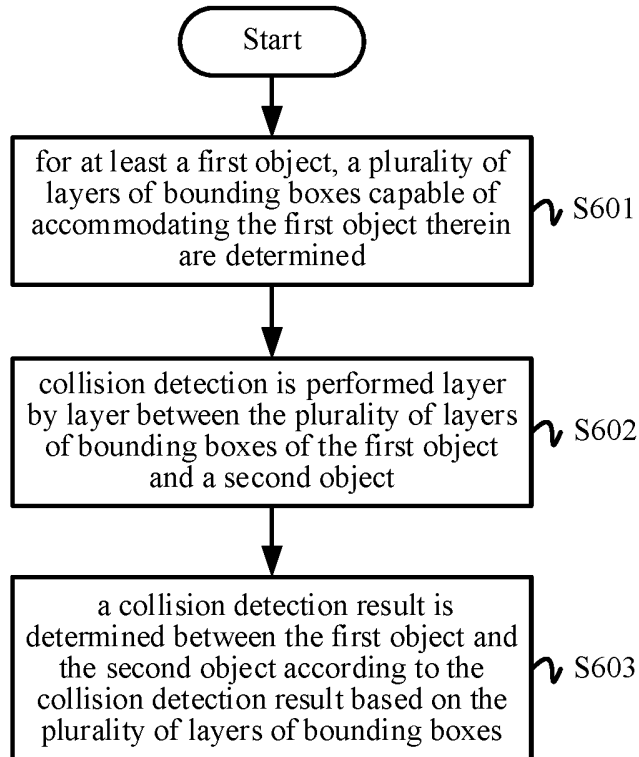 Start
for at least a first object, a plurality of
layers of bounding boxes capable of
accommodating the first object therein
are determined
S601
collision detection is performed layer
by layer between the plurality of layers
of bounding boxes of the first object
and a second object
S602
a collision detection result is
determined between the first object and
the second object according to the
collision detection result based on the
plurality of layers of bounding boxes
S603